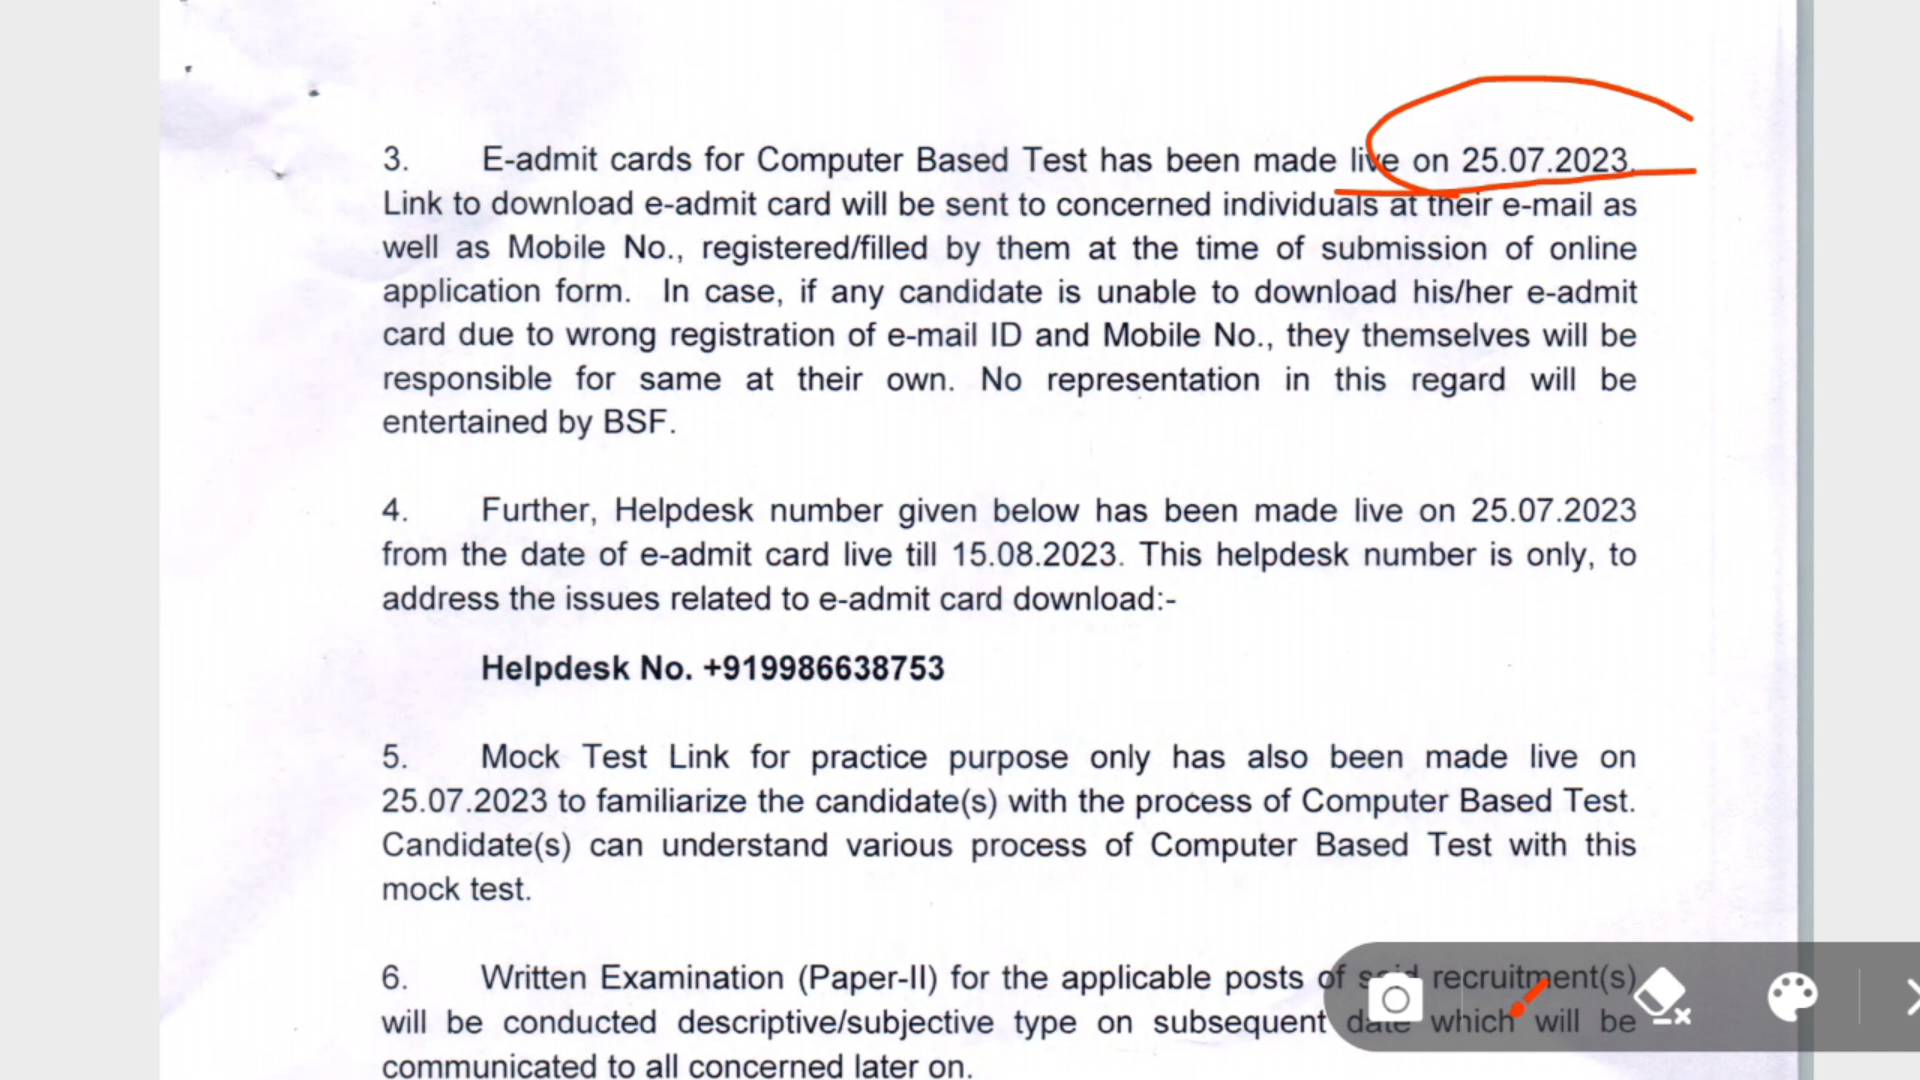 3. E-admit cards for Computer Based Test has been made live on 25.07.2023.
Link to download e-admit card will be sent to concerned individuals at their e-mail as
well as Mobile No., registered/filled by them at the time of submission of online
application form. In case, if any candidate is unable to download his/her e-admit
card due to wrong registration of e-mail ID and Mobile No., they themselves will be
responsible for same at their own. No representation in this regard will be
entertained by BSF.
4. Further, Helpdesk number given below has been made live on 25.07.2023
from the date of e-admit card live till 15.08.2023. This helpdesk number is only, to
address the issues related to e-admit card download:-
Helpdesk No. +919986638753
5. Mock Test Link for practice purpose only has also been made live on
25.07.2023 to familiarize the candidate(s) with the process of Computer Based Test.
Candidate(s) can understand various process of Computer Based Test with this
mock test.
6. Written Examination (Paper-II) for the applicable posts of said recruitment(s)
will be conducted descriptive/subjective type on subsequent date which will be
communicated to all concerned later on.